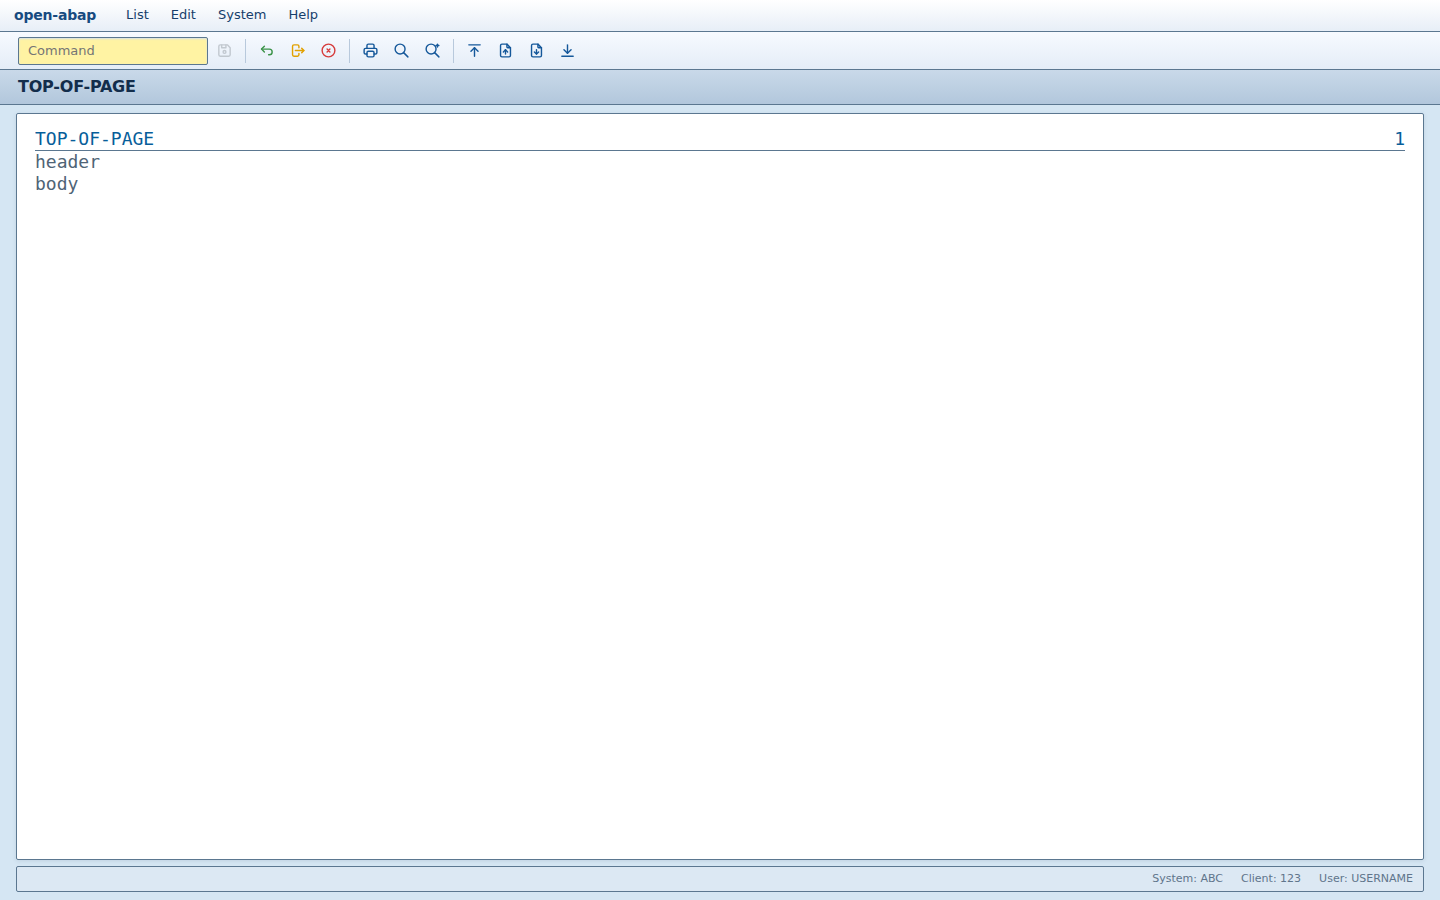 open-abap List Edit System Help
Command
TOP-OF-PAGE
TOP-OF-PAGE 1
header
body
System: ABC Client: 123 User: USERNAME